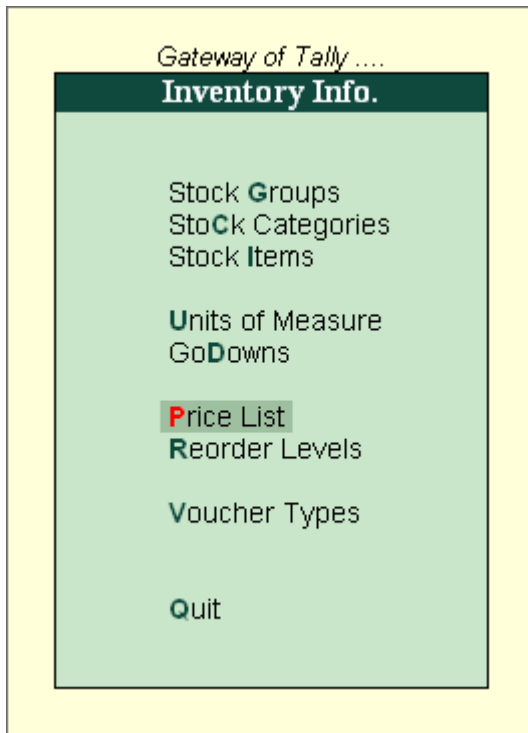 Gateway of Tally ....
Inventory Info.
Stock Groups
StoCk Categories
Stock Items
Units of Measure
GoDowns
Price List
Reorder Levels
Voucher Types
Quit